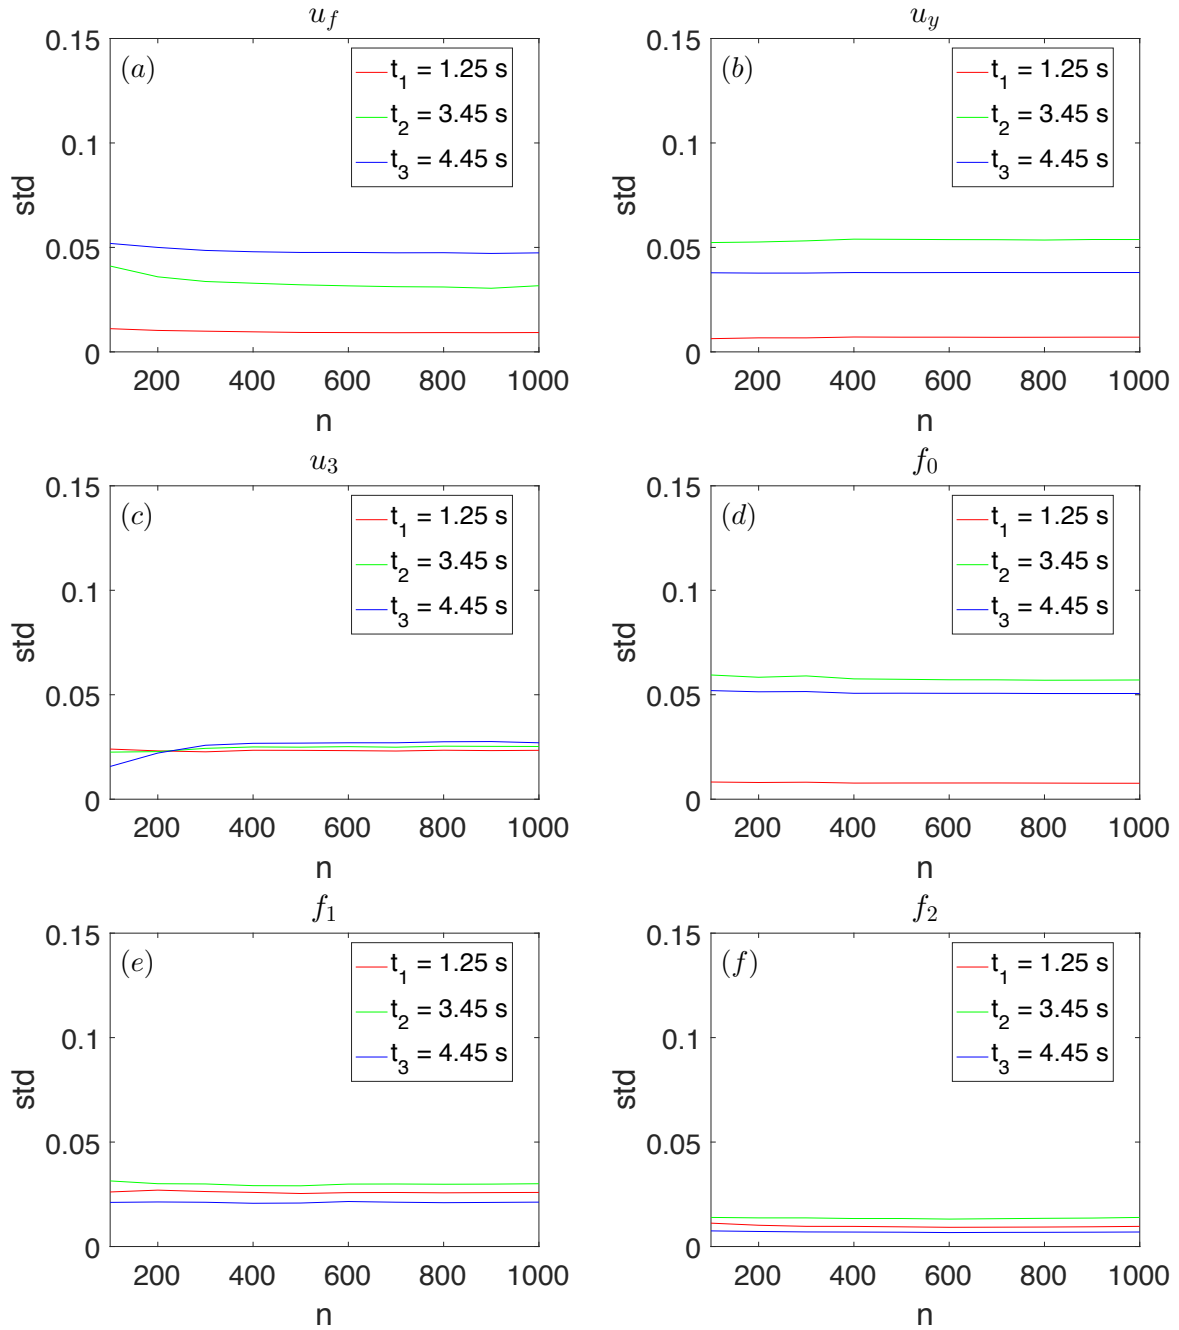 u_f
(a)
t_1 = 1.25 s
t_2 = 3.45 s
t_3 = 4.45 s
0.15
0.1
0.05
0
std
200 400 600 800 1000
n
u_y
(b)
t_1 = 1.25 s
t_2 = 3.45 s
t_3 = 4.45 s
0.15
0.1
0.05
0
std
200 400 600 800 1000
n
u_3
(c)
t_1 = 1.25 s
t_2 = 3.45 s
t_3 = 4.45 s
0.15
0.1
0.05
0
std
200 400 600 800 1000
n
f_0
(d)
t_1 = 1.25 s
t_2 = 3.45 s
t_3 = 4.45 s
0.15
0.1
0.05
0
std
200 400 600 800 1000
n
f_1
(e)
t_1 = 1.25 s
t_2 = 3.45 s
t_3 = 4.45 s
0.15
0.1
0.05
0
std
200 400 600 800 1000
n
f_2
(f)
t_1 = 1.25 s
t_2 = 3.45 s
t_3 = 4.45 s
0.15
0.1
0.05
0
std
200 400 600 800 1000
n